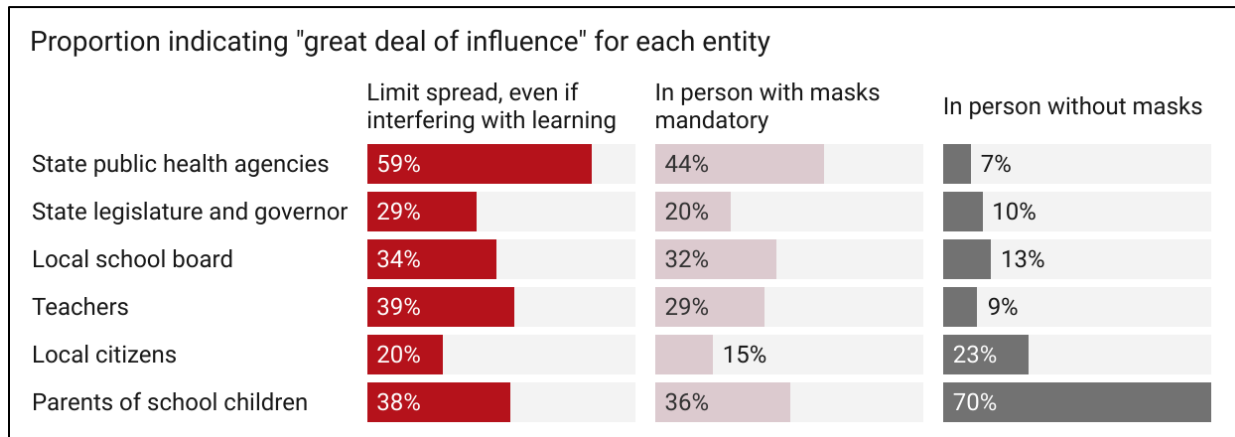 Proportion indicating "great deal of influence" for each entity
Limit spread, even if
interfering with learning
In person with masks
mandatory
In person without masks
State public health agencies 59% 44% 7%
State legislature and governor 29% 20% 10%
Local school board 34% 32% 13%
Teachers 39% 29% 9%
Local citizens 20% 15% 23%
Parents of school children 38% 36% 70%